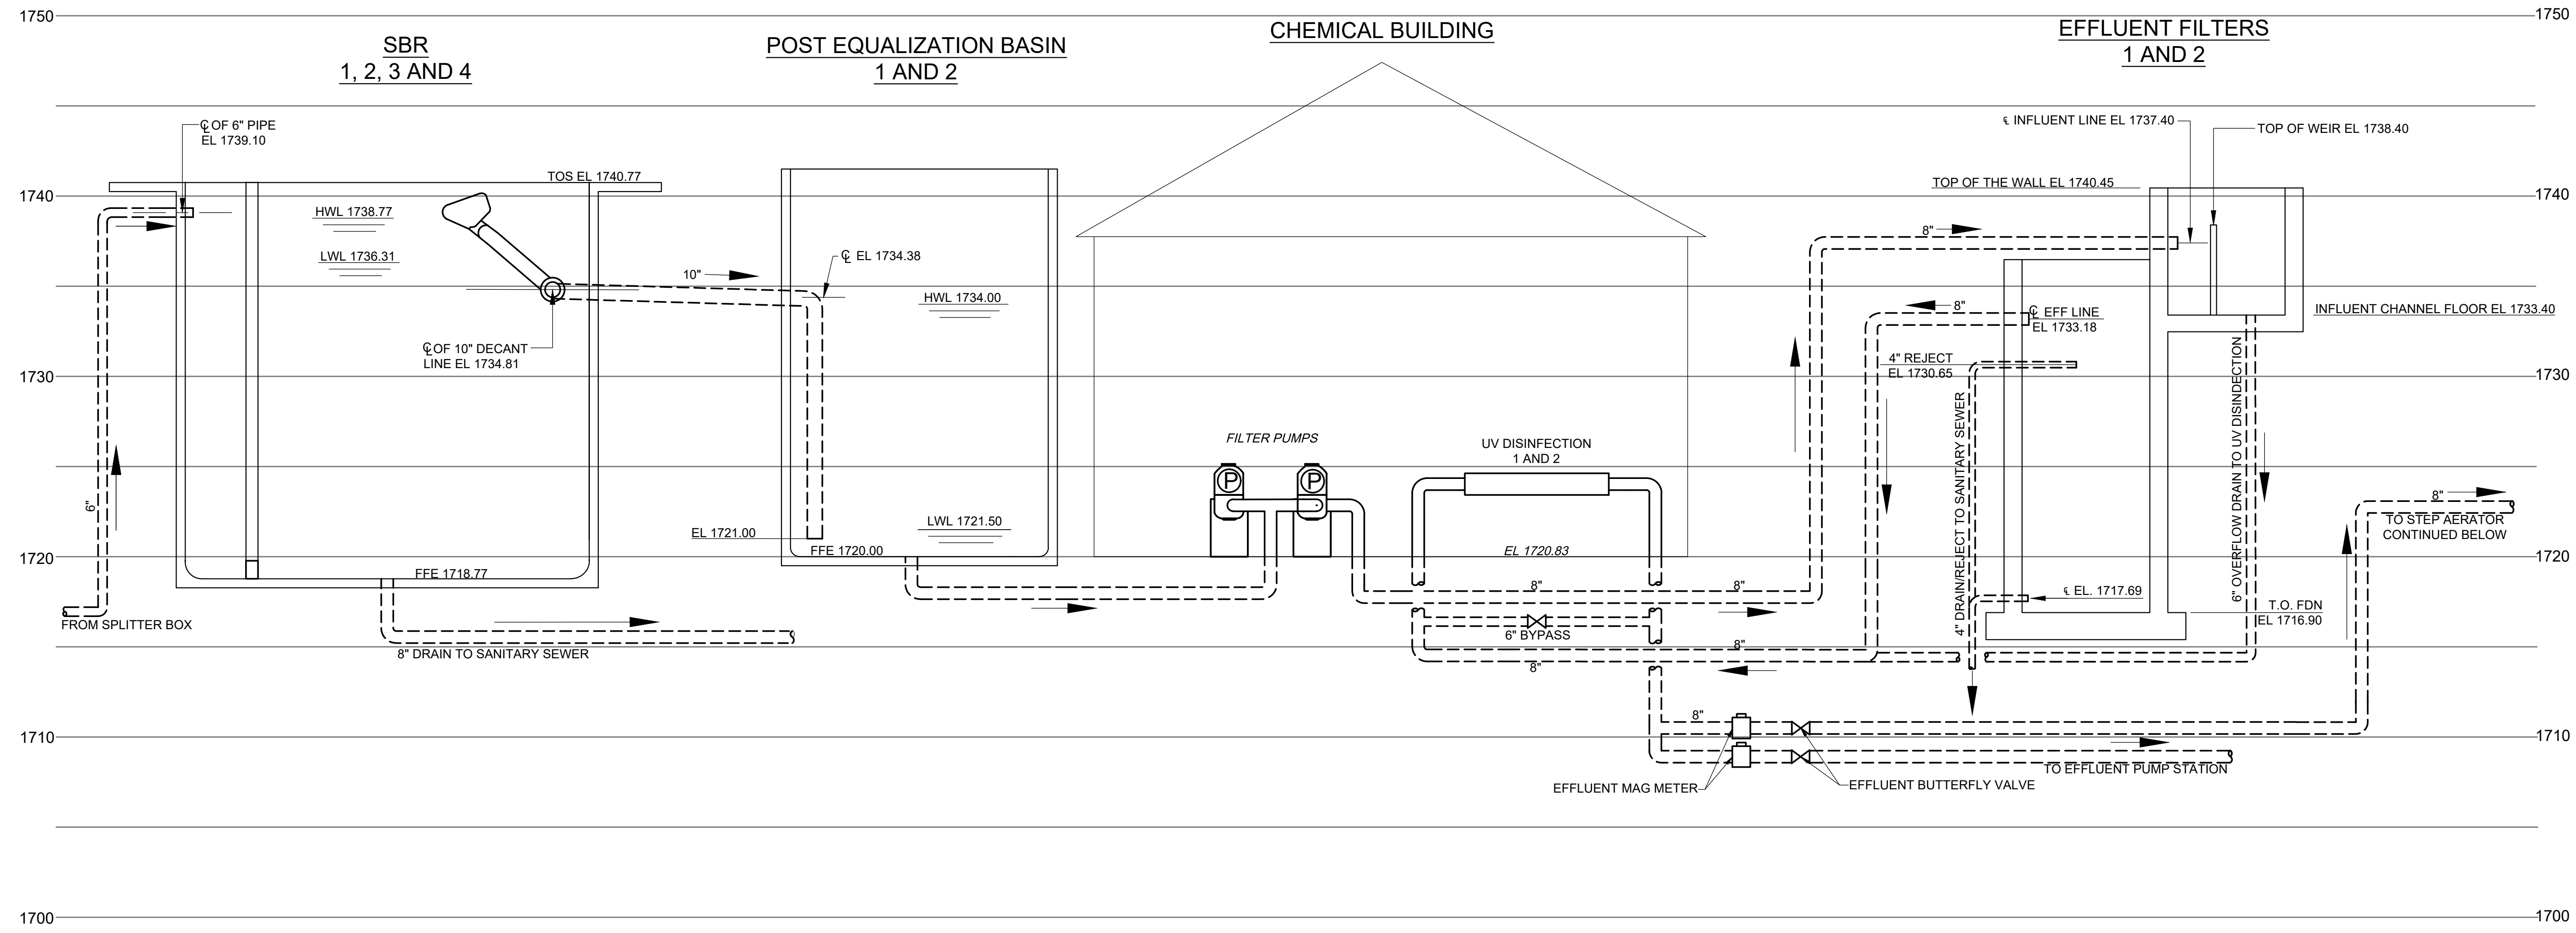 1750
1750
SBR
1, 2, 3 AND 4
POST EQUALIZATION BASIN
1 AND 2
CHEMICAL BUILDING
EFFLUENT FILTERS
1 AND 2
℄ OF 6" PIPE
EL 1739.10
℄ INFLUENT LINE EL 1737.40
TOP OF WEIR EL 1738.40
TOS EL 1740.77
TOP OF THE WALL EL 1740.45
1740
1740
HWL 1738.77
LWL 1736.31
8"
10"
℄ EL 1734.38
HWL 1734.00
8"
℄ EFF LINE
EL 1733.18
INFLUENT CHANNEL FLOOR EL 1733.40
℄ OF 10" DECANT
LINE EL 1734.81
4" REJECT
EL 1730.65
1730
1730
6"
FILTER PUMPS
P
P
UV DISINFECTION
1 AND 2
4" DRAIN/REJECT TO SANITARY SEWER
6" OVERFLOW DRAIN TO UV DISINDECTION
8"
TO STEP AERATOR
CONTINUED BELOW
EL 1721.00
LWL 1721.50
FFE 1720.00
EL 1720.83
1720
1720
FFE 1718.77
8"
8"
℄ EL. 1717.69
T.O. FDN
EL 1716.90
FROM SPLITTER BOX
6" BYPASS
8" DRAIN TO SANITARY SEWER
8"
8"
8"
1710
1710
TO EFFLUENT PUMP STATION
EFFLUENT MAG METER
EFFLUENT BUTTERFLY VALVE
1700
1700